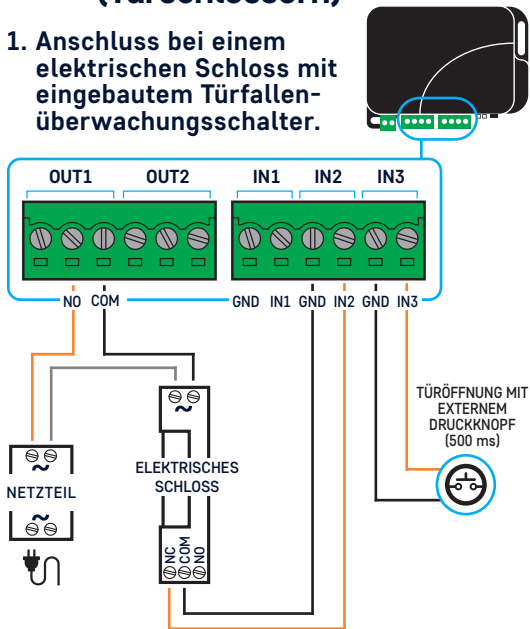 (Türschlössern)
1. Anschluss bei einem
elektrischen Schloss mit
eingebautem Türfallen-
überwachungsschalter.
OUT1 OUT2 IN1 IN2 IN3
NO COM GND IN1 GND IN2 GND IN3
TÜRÖFFNUNG MIT
EXTERNEM
DRUCKKNOPF
(500 ms)
~
~
ELEKTRISCHES
SCHLOSS
NETZTEIL
~
NC
COM
NO